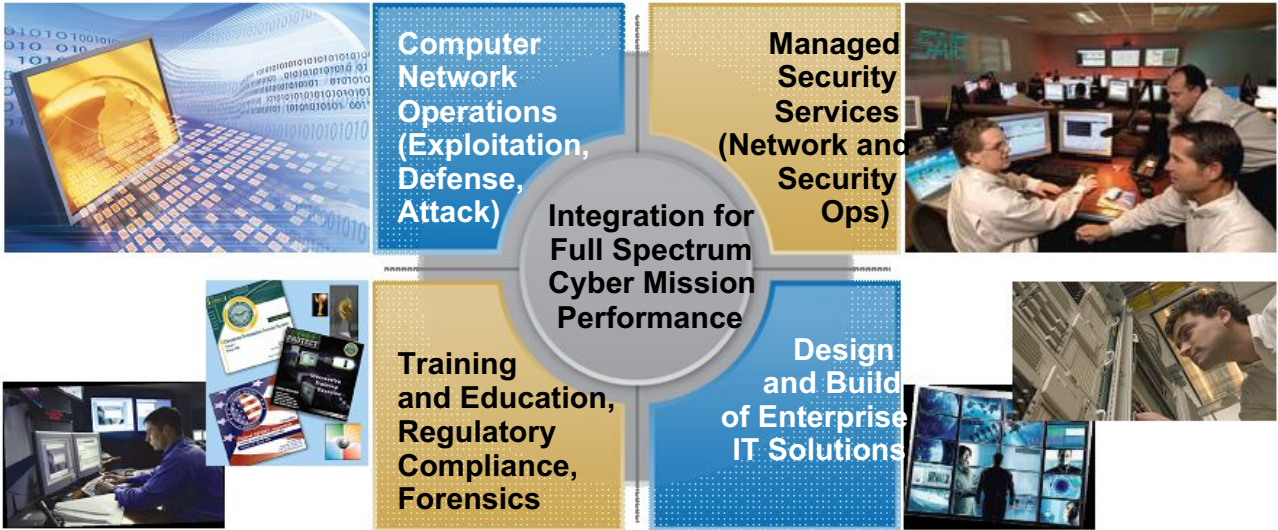 Computer
Network
Operations
(Exploitation,
Defense,
Attack)
Managed
Security
Services
(Network and
Security
Ops)
Integration for
Full Spectrum
Cyber Mission
Performance
Training
and Education,
Regulatory
Compliance,
Forensics
Design
and Build
of Enterprise
IT Solutions